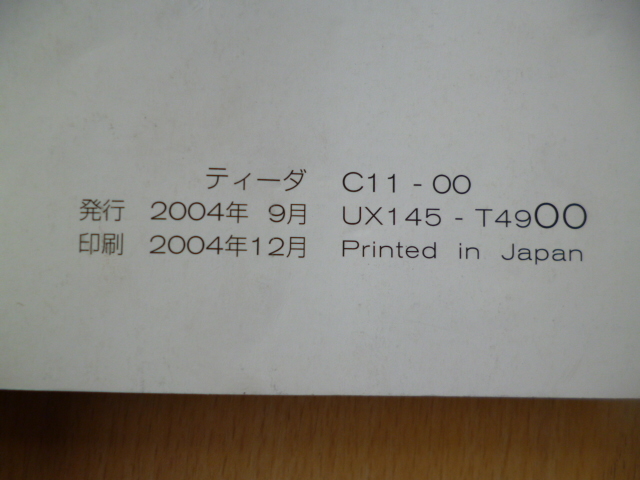 ティーダ C11-00
発行 2004年 9月 UX145-T4900
印刷 2004年12月 Printed in Japan